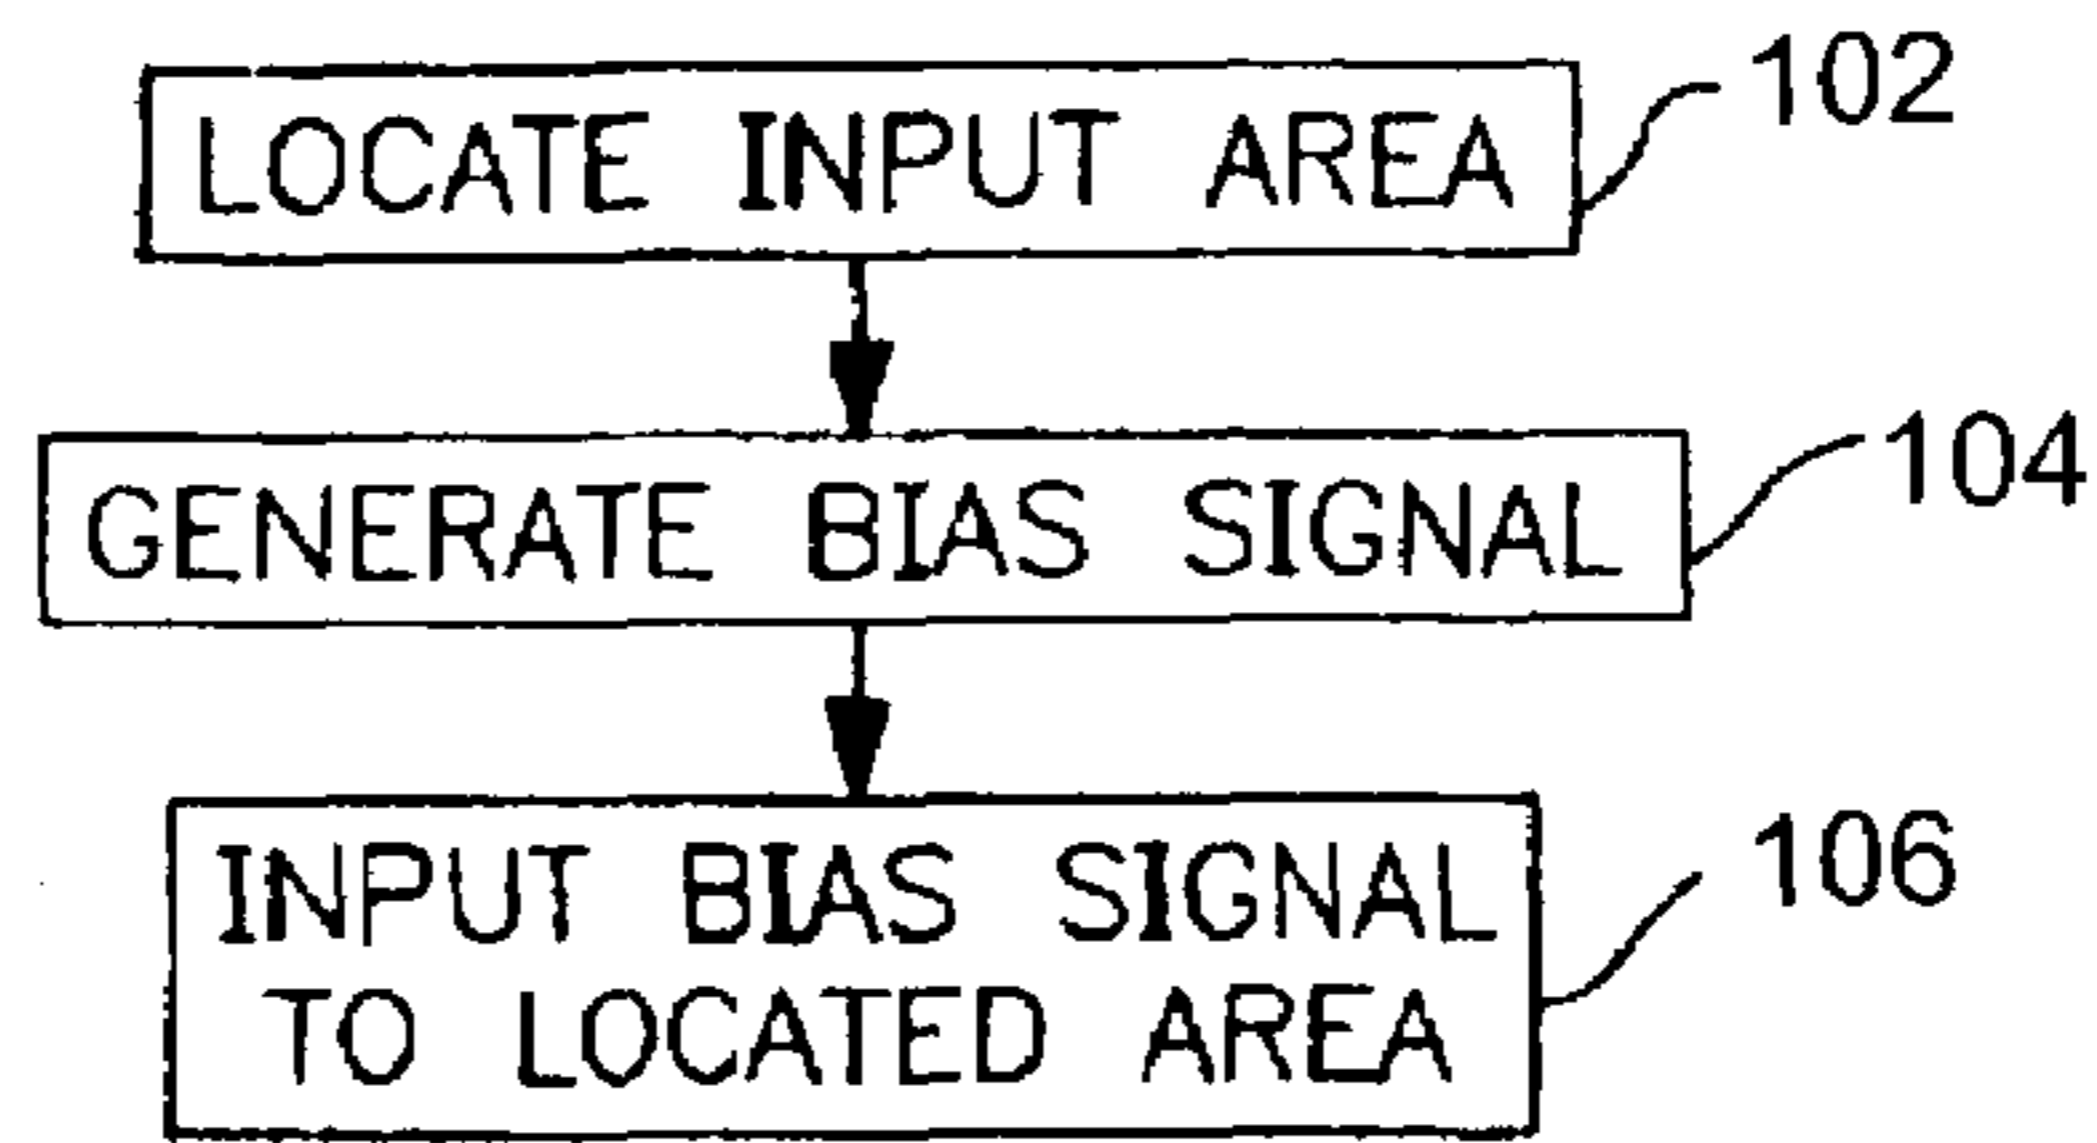 LOCATE INPUT AREA
102
GENERATE BIAS SIGNAL
104
INPUT BIAS SIGNAL
TO LOCATED AREA
106